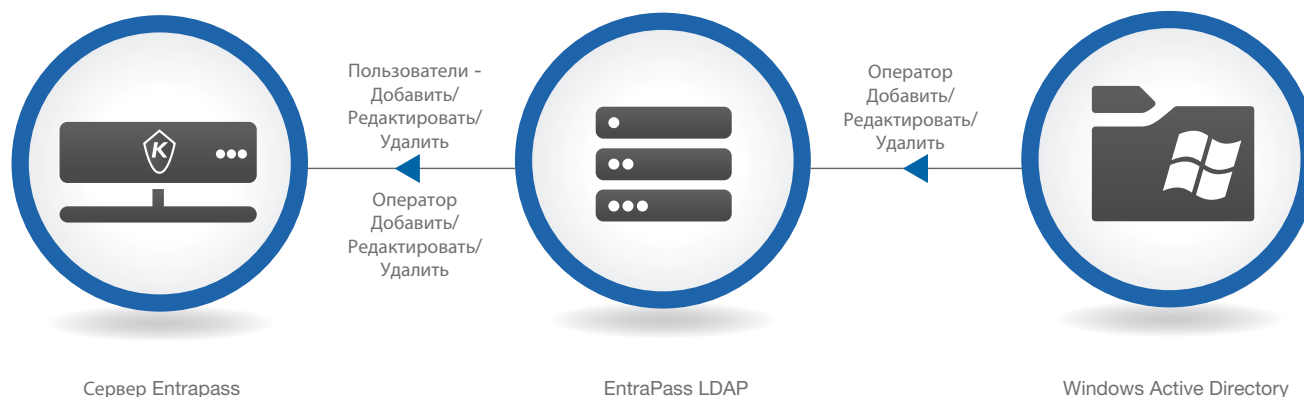 Пользователи -
Добавить/
Редактировать/
Удалить
Оператор
Добавить/
Редактировать/
Удалить
Оператор
Добавить/
Редактировать/
Удалить
K
Сервер Entrapass
EntraPass LDAP
Windows Active Directory